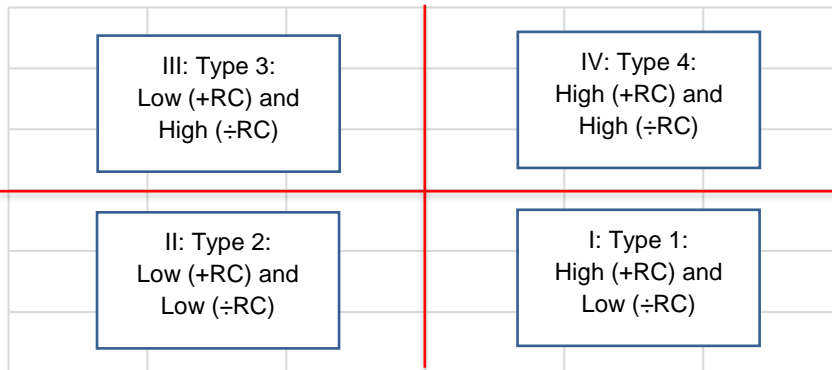 III: Type 3:
Low (+RC) and
High (÷RC)
IV: Type 4:
High (+RC) and
High (÷RC)
II: Type 2:
Low (+RC) and
Low (÷RC)
I: Type 1:
High (+RC) and
Low (÷RC)